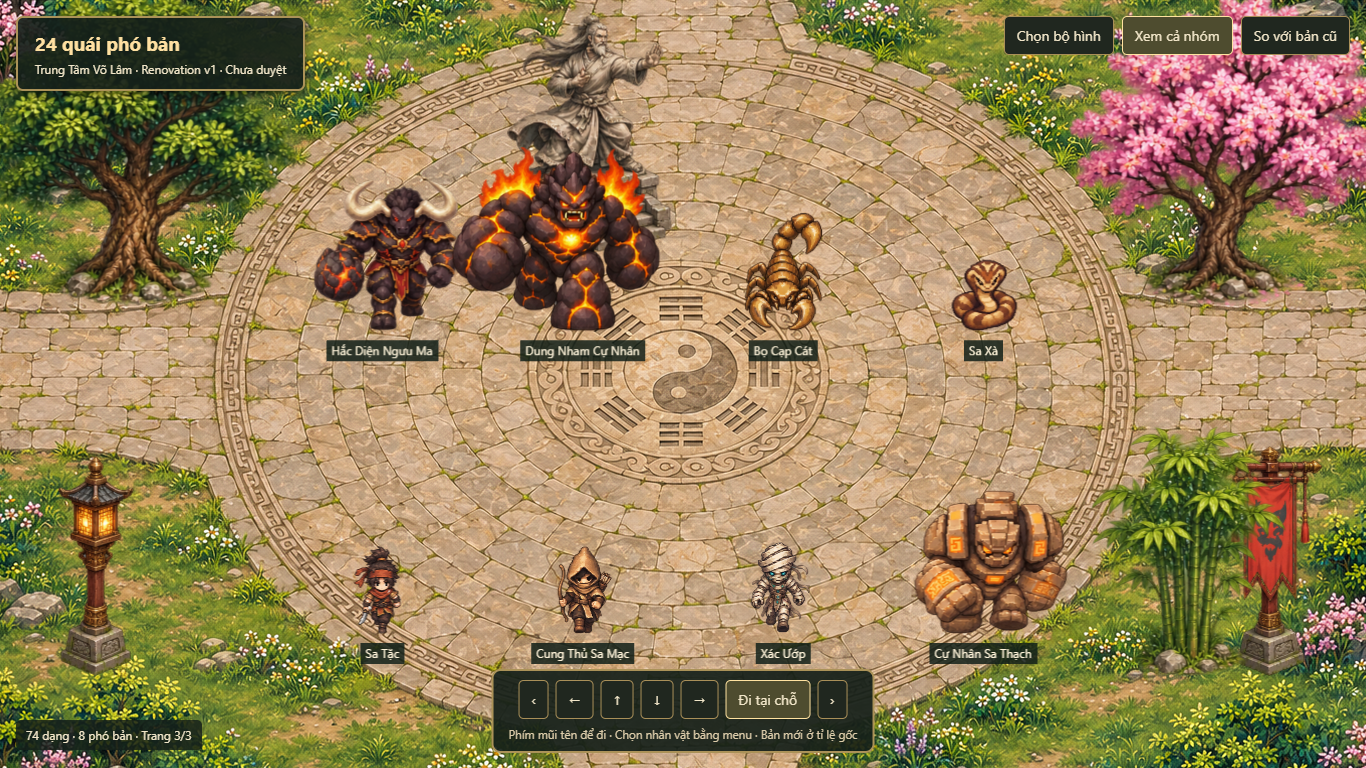 24 quái phó bản
Trung Tâm Võ Lâm · Renovation v1 · Chưa duyệt
Chọn bộ hình
Xem cả nhóm
So với bản cũ
Hắc Diện Ngưu Ma
Dung Nham Cự Nhân
Bọ Cạp Cát
Sa Xà
Sa Tặc
Cung Thủ Sa Mạc
Xác Ướp
Cự Nhân Sa Thạch
‹ ← ↑ ↓ → Đi tại chỗ ›
Phím mũi tên để đi · Chọn nhân vật bằng menu · Bản mới ở tỉ lệ gốc
74 dạng · 8 phó bản · Trang 3/3